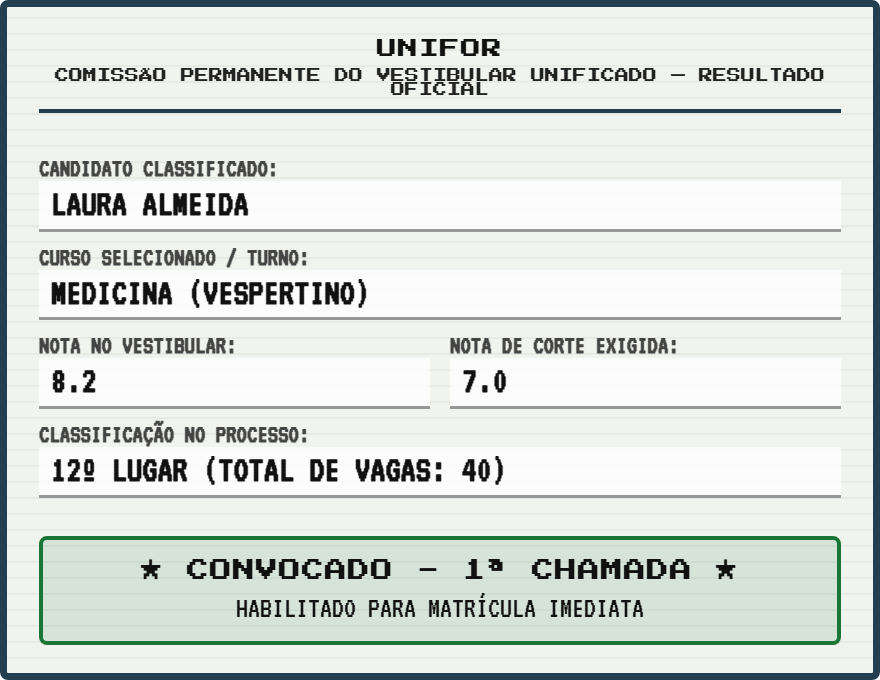 UNIFOR
COMISSÃO PERMANENTE DO VESTIBULAR UNIFICADO — RESULTADO
OFICIAL
CANDIDATO CLASSIFICADO:
LAURA ALMEIDA
CURSO SELECIONADO / TURNO:
MEDICINA (VESPERTINO)
NOTA NO VESTIBULAR:
8.2
NOTA DE CORTE EXIGIDA:
7.0
CLASSIFICAÇÃO NO PROCESSO:
12º LUGAR (TOTAL DE VAGAS: 40)
★ CONVOCADO – 1ª CHAMADA ★
HABILITADO PARA MATRÍCULA IMEDIATA